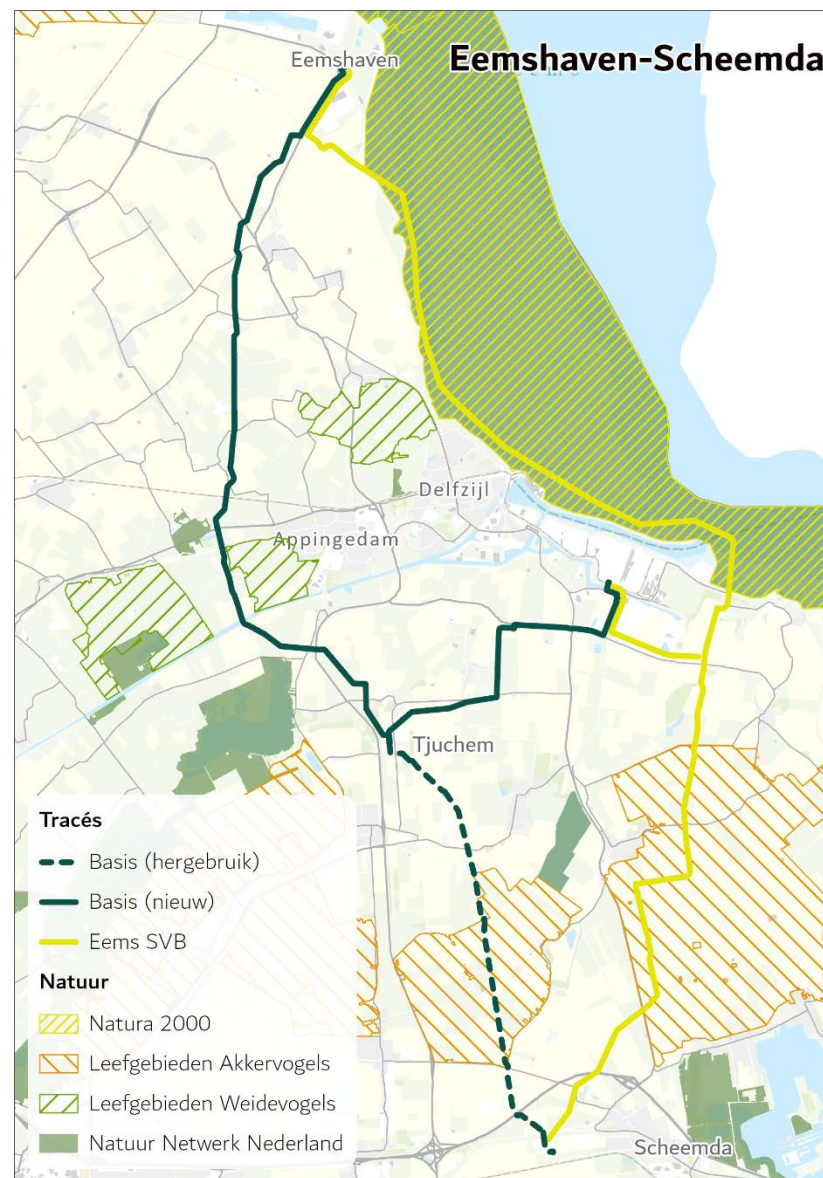 Eemshaven
Eemshaven-Scheemda
Delfzijl
Appingedam
Tjuchem
Tracés
Basis (hergebruik)
Basis (nieuw)
Eems SVB
Natuur
Natura 2000
Leefgebieden Akkervogels
Leefgebieden Weidevogels
Natuur Netwerk Nederland
Scheemda